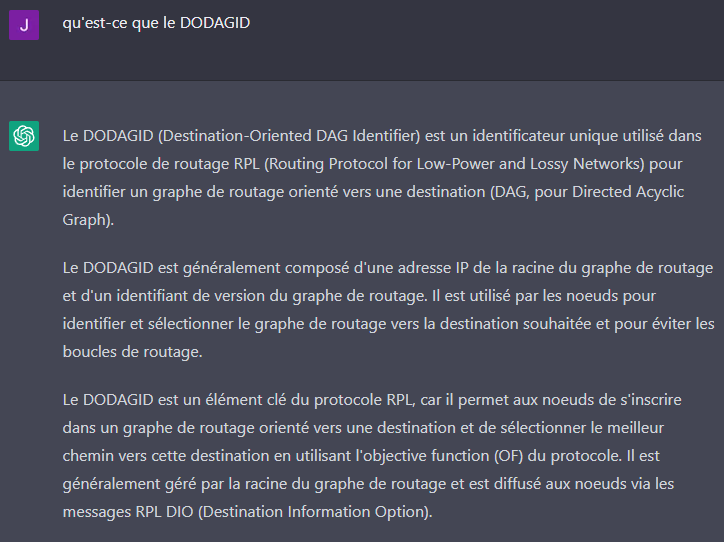 J
qu'est-ce que le DODAGID
Le DODAGID (Destination-Oriented DAG Identifier) est un identificateur unique utilisé dans
le protocole de routage RPL (Routing Protocol for Low-Power and Lossy Networks) pour
identifier un graphe de routage orienté vers une destination (DAG, pour Directed Acyclic
Graph).
Le DODAGID est généralement composé d'une adresse IP de la racine du graphe de routage
et d'un identifiant de version du graphe de routage. Il est utilisé par les noeuds pour
identifier et sélectionner le graphe de routage vers la destination souhaitée et pour éviter les
boucles de routage.
Le DODAGID est un élément clé du protocole RPL, car il permet aux noeuds de s'inscrire
dans un graphe de routage orienté vers une destination et de sélectionner le meilleur
chemin vers cette destination en utilisant l'objective function (OF) du protocole. Il est
généralement géré par la racine du graphe de routage et est diffusé aux noeuds via les
messages RPL DIO (Destination Information Option).